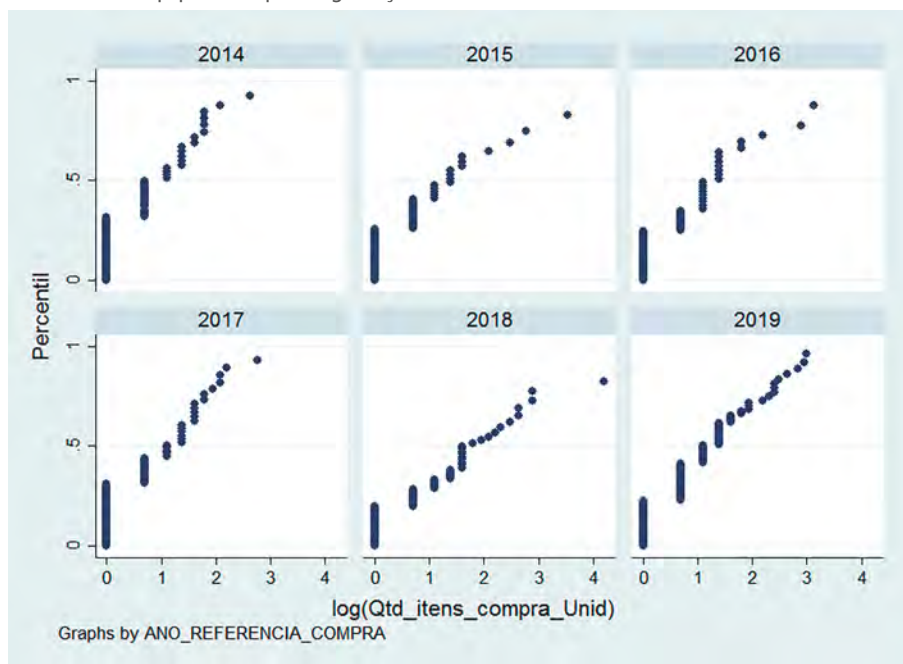 2014 2015 2016
1
.5
0
2017 2018 2019
1
.5
0
Percentil
0 1 2 3 4 0 1 2 3 4 0 1 2 3 4
log(Qtd_itens_compra_Unid)
Graphs by ANO_REFERENCIA_COMPRA